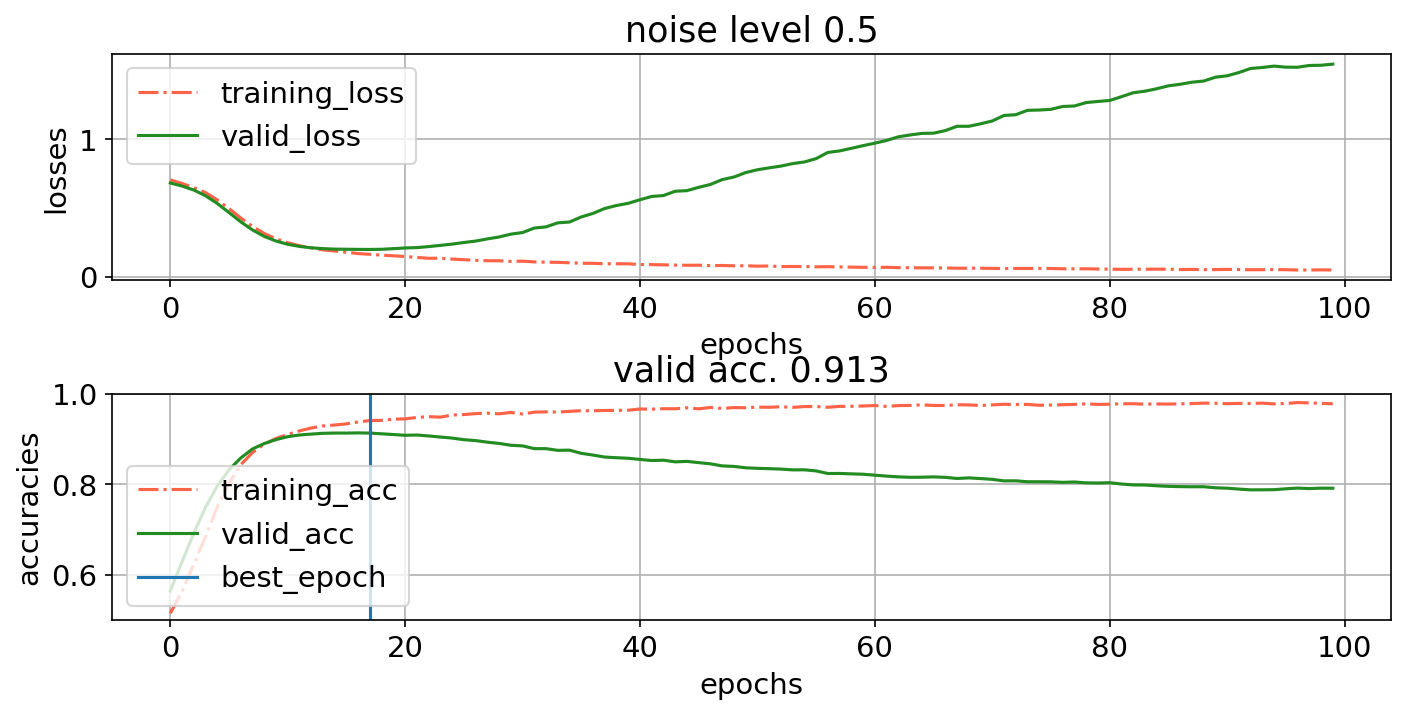 noise level 0.5
losses
1
0
training_loss
valid_loss
0 20 40 60 80 100
epochs
valid acc. 0.913
accuracies
1.0
0.8
0.6
training_acc
valid_acc
best_epoch
0 20 40 60 80 100
epochs